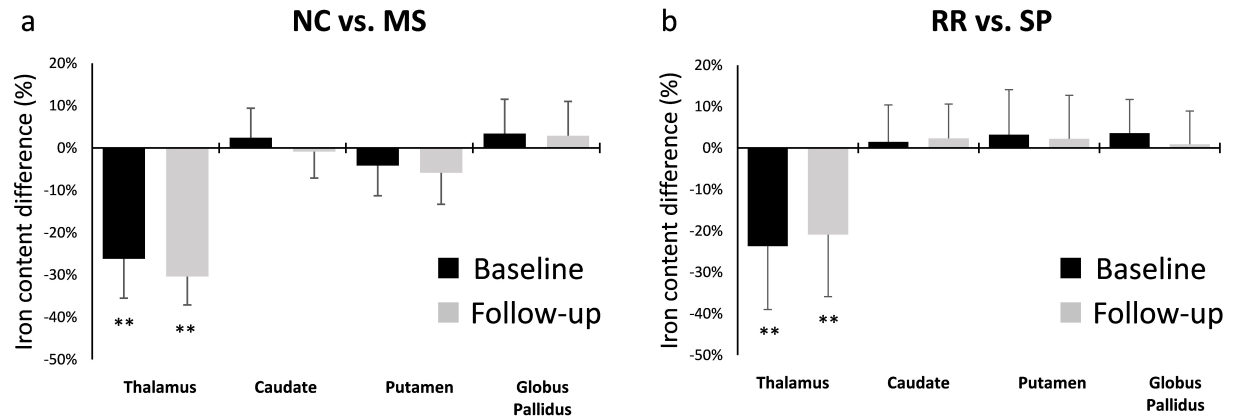 a
NC vs. MS
Iron content difference (%)
20%
10%
0%
-10%
-20%
-30%
-40%
-50%
** **
Baseline
Follow-up
Thalamus Caudate Putamen Globus
Pallidus
b
RR vs. SP
Iron content difference (%)
20%
10%
0%
-10%
-20%
-30%
-40%
-50%
** **
Baseline
Follow-up
Thalamus Caudate Putamen Globus
Pallidus